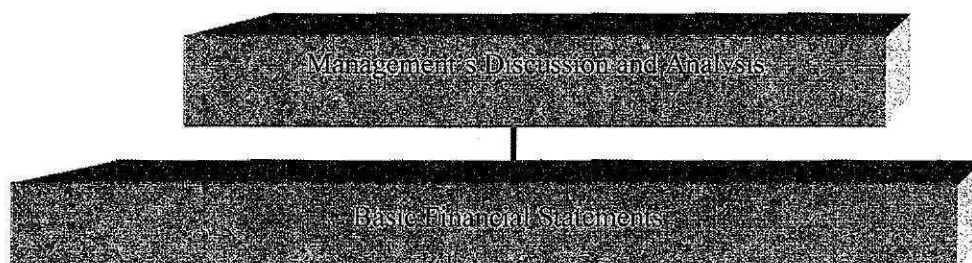 Management's Discussion and Analysis
Basic Financial Statements